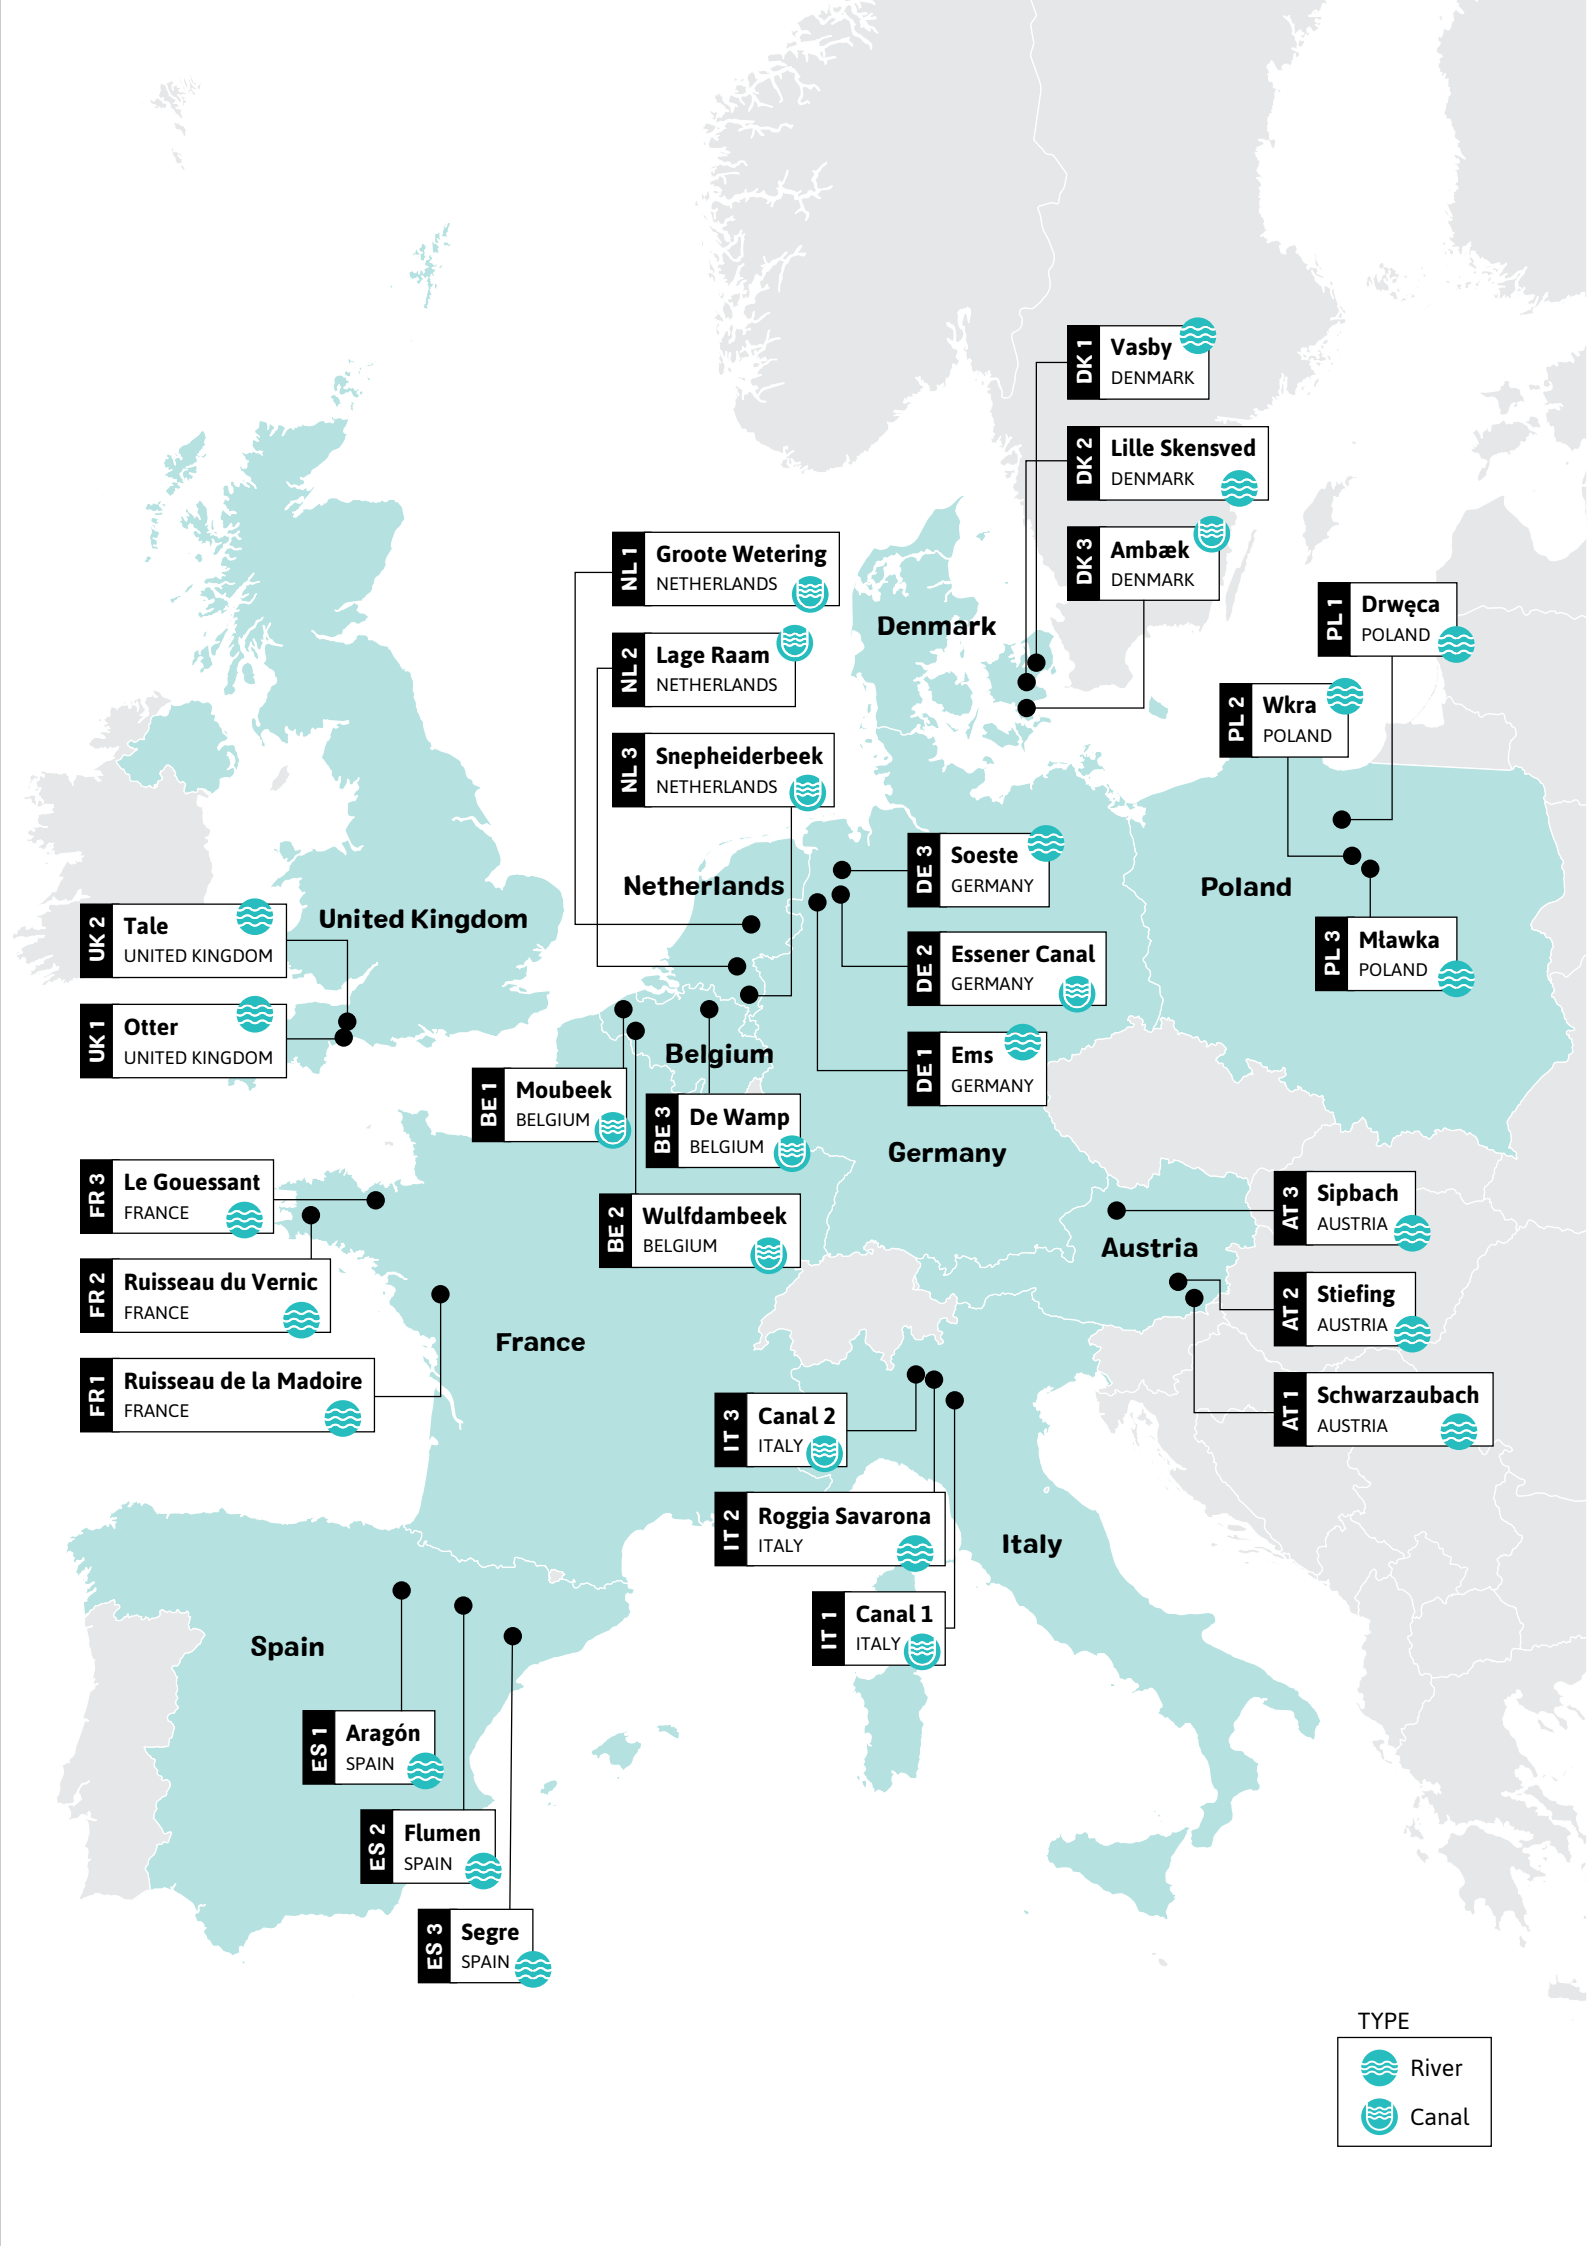 DK 1
Vasby
DENMARK
DK 2
Lille Skensved
DENMARK
DK 3
Ambæk
DENMARK
NL 1
Groote Wetering
NETHERLANDS
NL 2
Lage Raam
NETHERLANDS
NL 3
Snepheiderbeek
NETHERLANDS
Denmark
PL 1
Drwęca
POLAND
PL 2
Wkra
POLAND
DE 3
Soeste
GERMANY
Netherlands
Poland
United Kingdom
UK 2
Tale
UNITED KINGDOM
DE 2
Essener Canal
GERMANY
PL 3
Mławka
POLAND
UK 1
Otter
UNITED KINGDOM
Belgium
DE 1
Ems
GERMANY
BE 1
Moubeek
BELGIUM
BE 3
De Wamp
BELGIUM
Germany
FR 3
Le Gouessant
FRANCE
BE 2
Wulfdambeek
BELGIUM
AT 3
Sipbach
AUSTRIA
Austria
FR 2
Ruisseau du Vernic
FRANCE
AT 2
Stiefing
AUSTRIA
France
FR 1
Ruisseau de la Madoire
FRANCE
IT 3
Canal 2
ITALY
AT 1
Schwarzaubach
AUSTRIA
IT 2
Roggia Savarona
ITALY
Italy
IT 1
Canal 1
ITALY
Spain
ES 1
Aragón
SPAIN
ES 2
Flumen
SPAIN
ES 3
Segre
SPAIN
TYPE
River
Canal